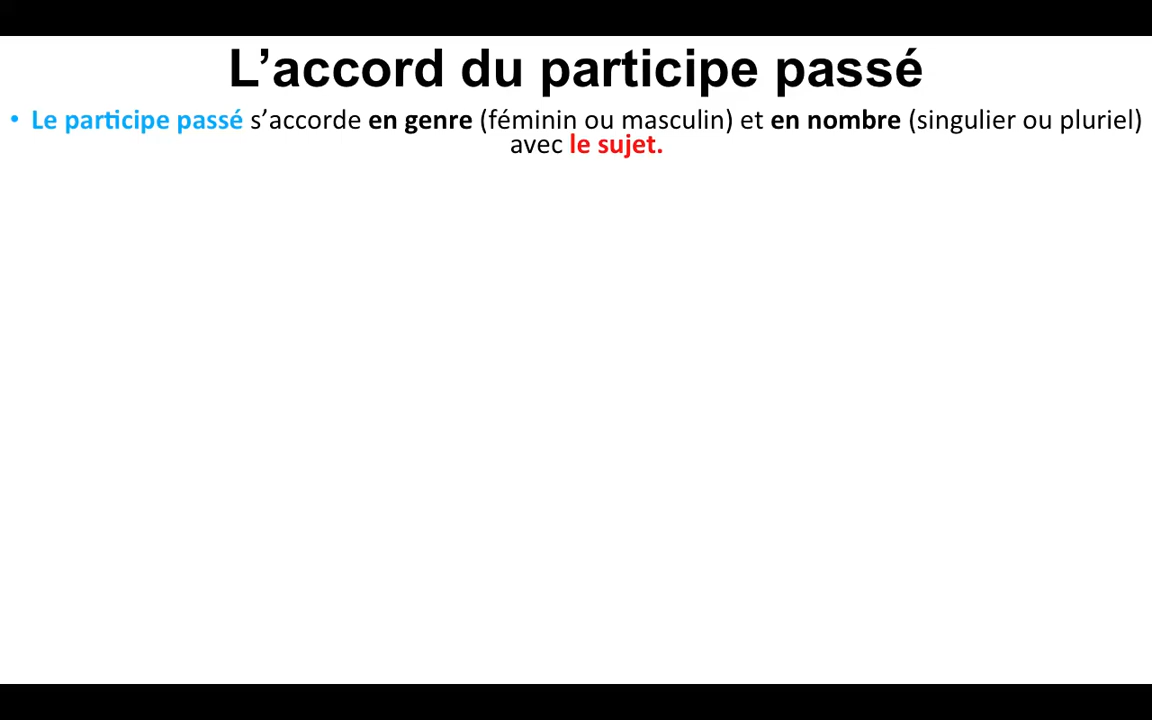 L’accord du participe passé
• Le participe passé s’accorde en genre (féminin ou masculin) et en nombre (singulier ou pluriel)
avec le sujet.